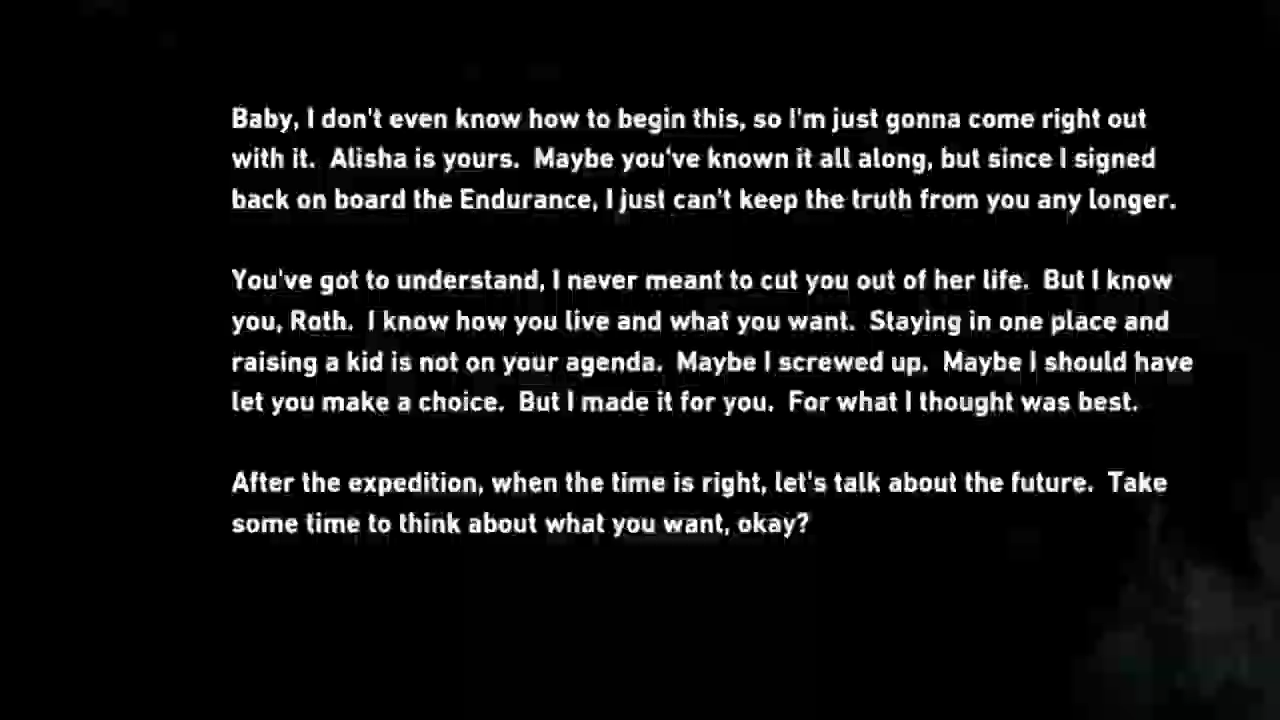 Baby, I don't even know how to begin this, so I'm just gonna come right out
with it.  Alisha is yours.  Maybe you've known it all along, but since I signed
back on board the Endurance, I just can't keep the truth from you any longer.
You've got to understand, I never meant to cut you out of her life.  But I know
you, Roth.  I know how you live and what you want.  Staying in one place and
raising a kid is not on your agenda.  Maybe I screwed up.  Maybe I should have
let you make a choice.  But I made it for you.  For what I thought was best.
After the expedition, when the time is right, let's talk about the future.  Take
some time to think about what you want, okay?